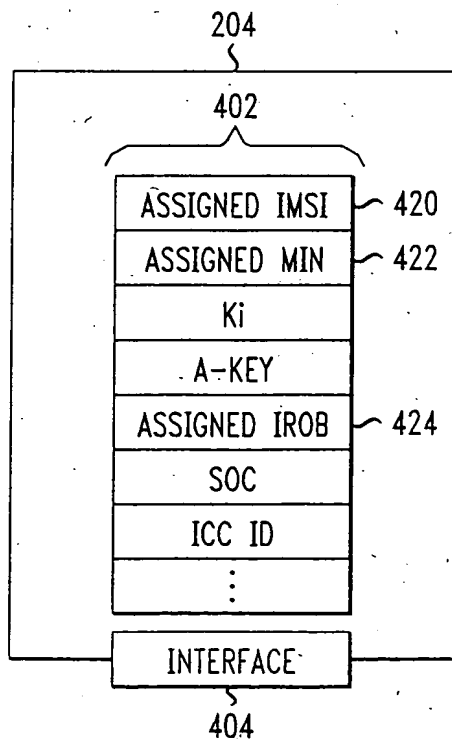 204
402
ASSIGNED IMSI 420
ASSIGNED MIN 422
Ki
A-KEY
ASSIGNED IROB 424
SOC
ICC ID
⋮
INTERFACE
404